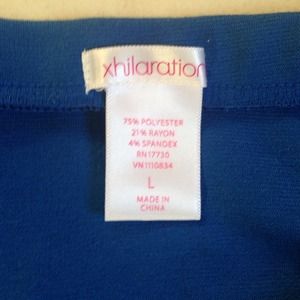 xhilaration
75% POLYESTER
21% RAYON
4% SPANDEX
RN17730
VN1110834
L
MADE IN
CHINA